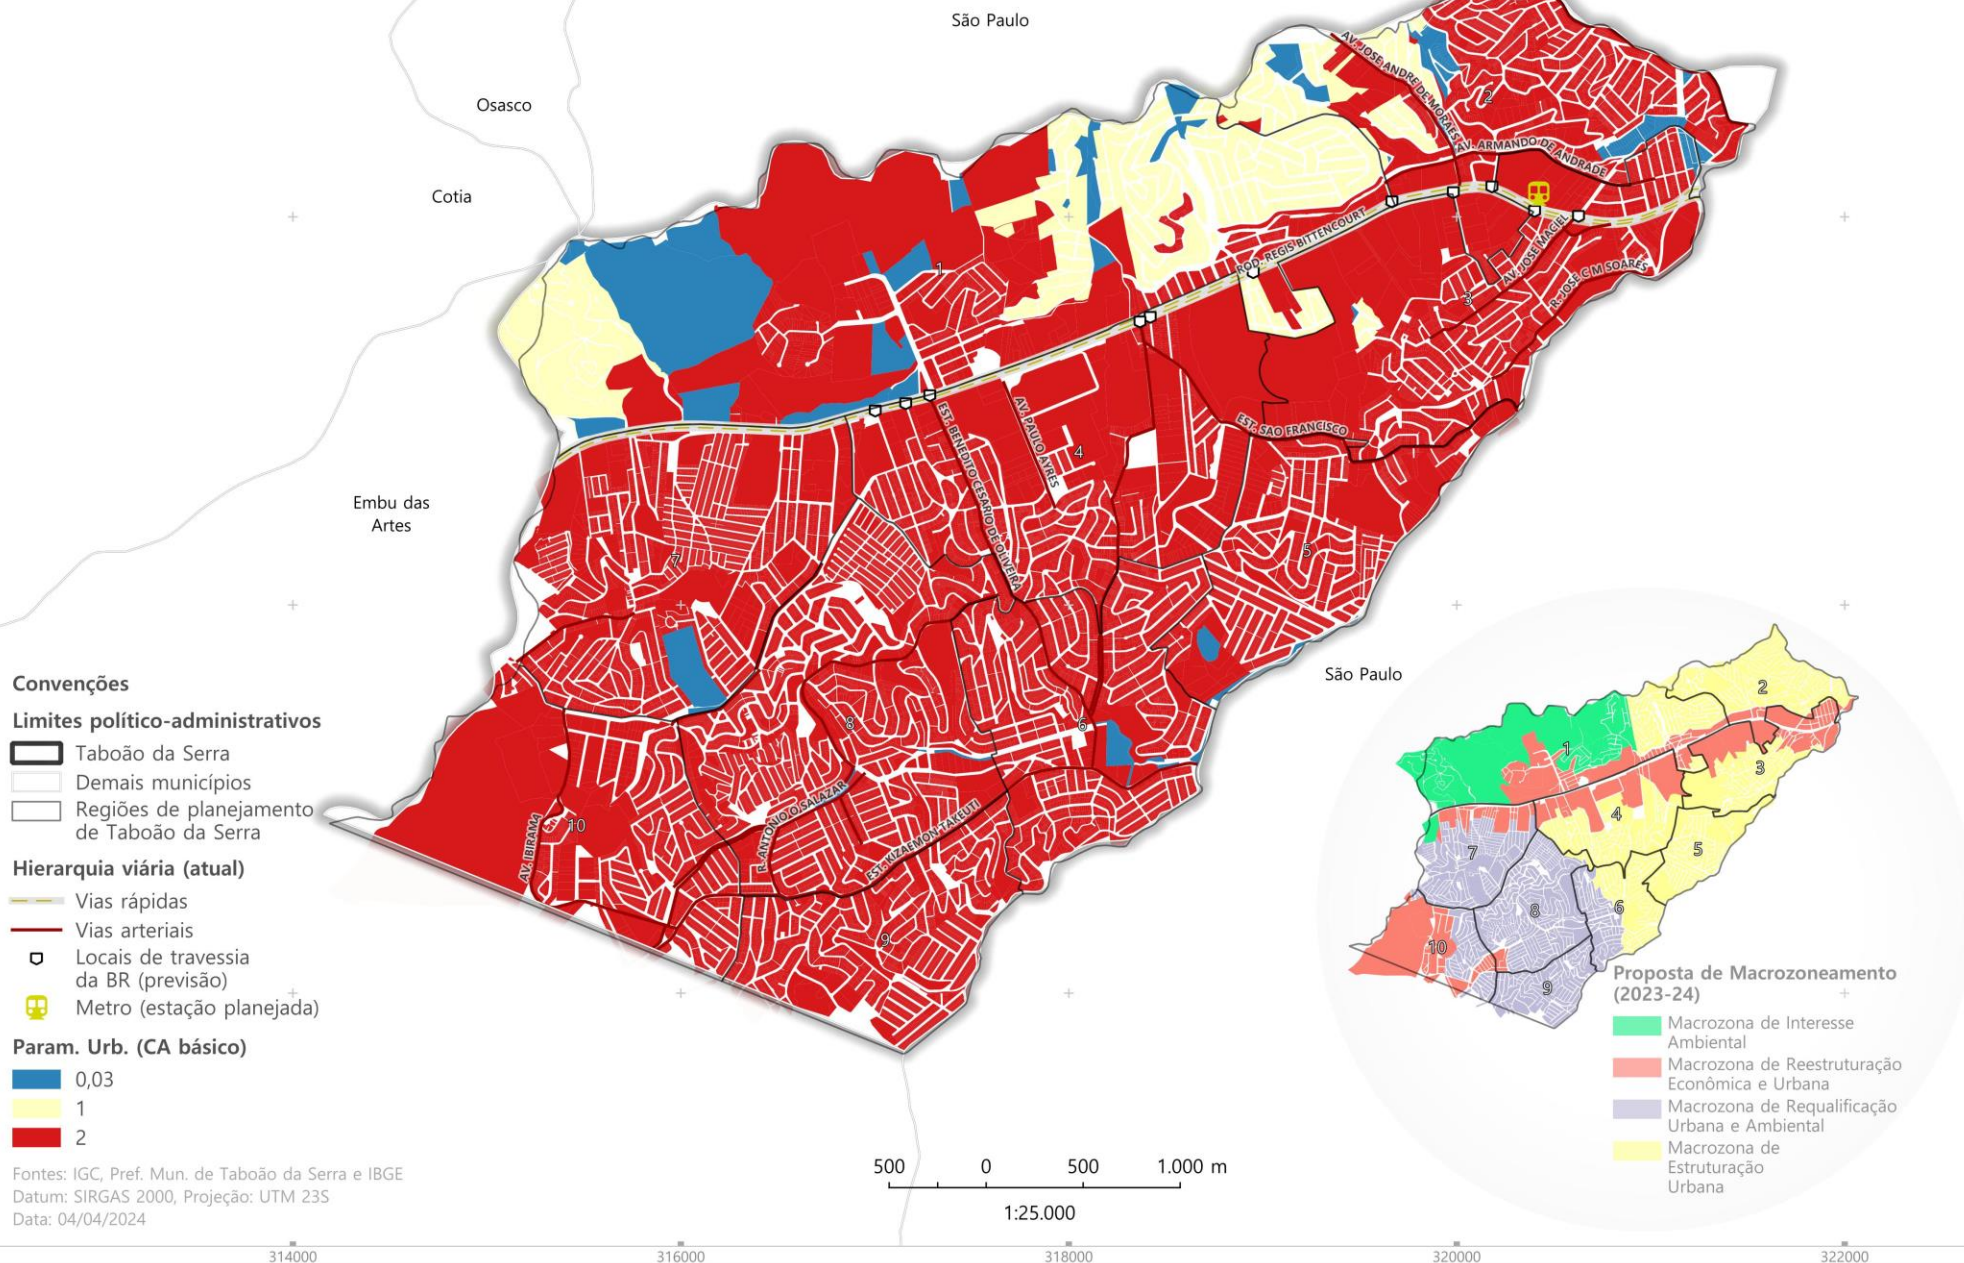 São Paulo
Osasco
Cotia
Embu das
Artes
São Paulo
AV. JOSE ANDRE DE MORAES
AV. ARMANDO DE ANDRADE
ROD. REGIS BITTENCOURT
AV. JOSE MACIEL
R. JOSE C M SOARES
EST. SAO FRANCISCO
AV. PAULO AYRES
EST. BENEDITO CESARIO DE OLIVEIRA
R. ANTONIO O SALAZAR
EST. KIZAEMON TAKEUTI
AV. IBIRAMA
2
1
3
4
5
7
8
6
10
9
Convenções
Limites político-administrativos
Taboão da Serra
Demais municípios
Regiões de planejamento
de Taboão da Serra
Hierarquia viária (atual)
Vias rápidas
Vias arteriais
Locais de travessia
da BR (previsão)
Metro (estação planejada)
Param. Urb. (CA básico)
0,03
1
2
Fontes: IGC, Pref. Mun. de Taboão da Serra e IBGE
Datum: SIRGAS 2000, Projeção: UTM 23S
Data: 04/04/2024
500 0 500 1.000 m
1:25.000
2
1
3
4
5
7
8
6
10
9
Proposta de Macrozoneamento
(2023-24)
Macrozona de Interesse
Ambiental
Macrozona de Reestruturação
Econômica e Urbana
Macrozona de Requalificação
Urbana e Ambiental
Macrozona de
Estruturação
Urbana
314000 316000 318000 320000 322000